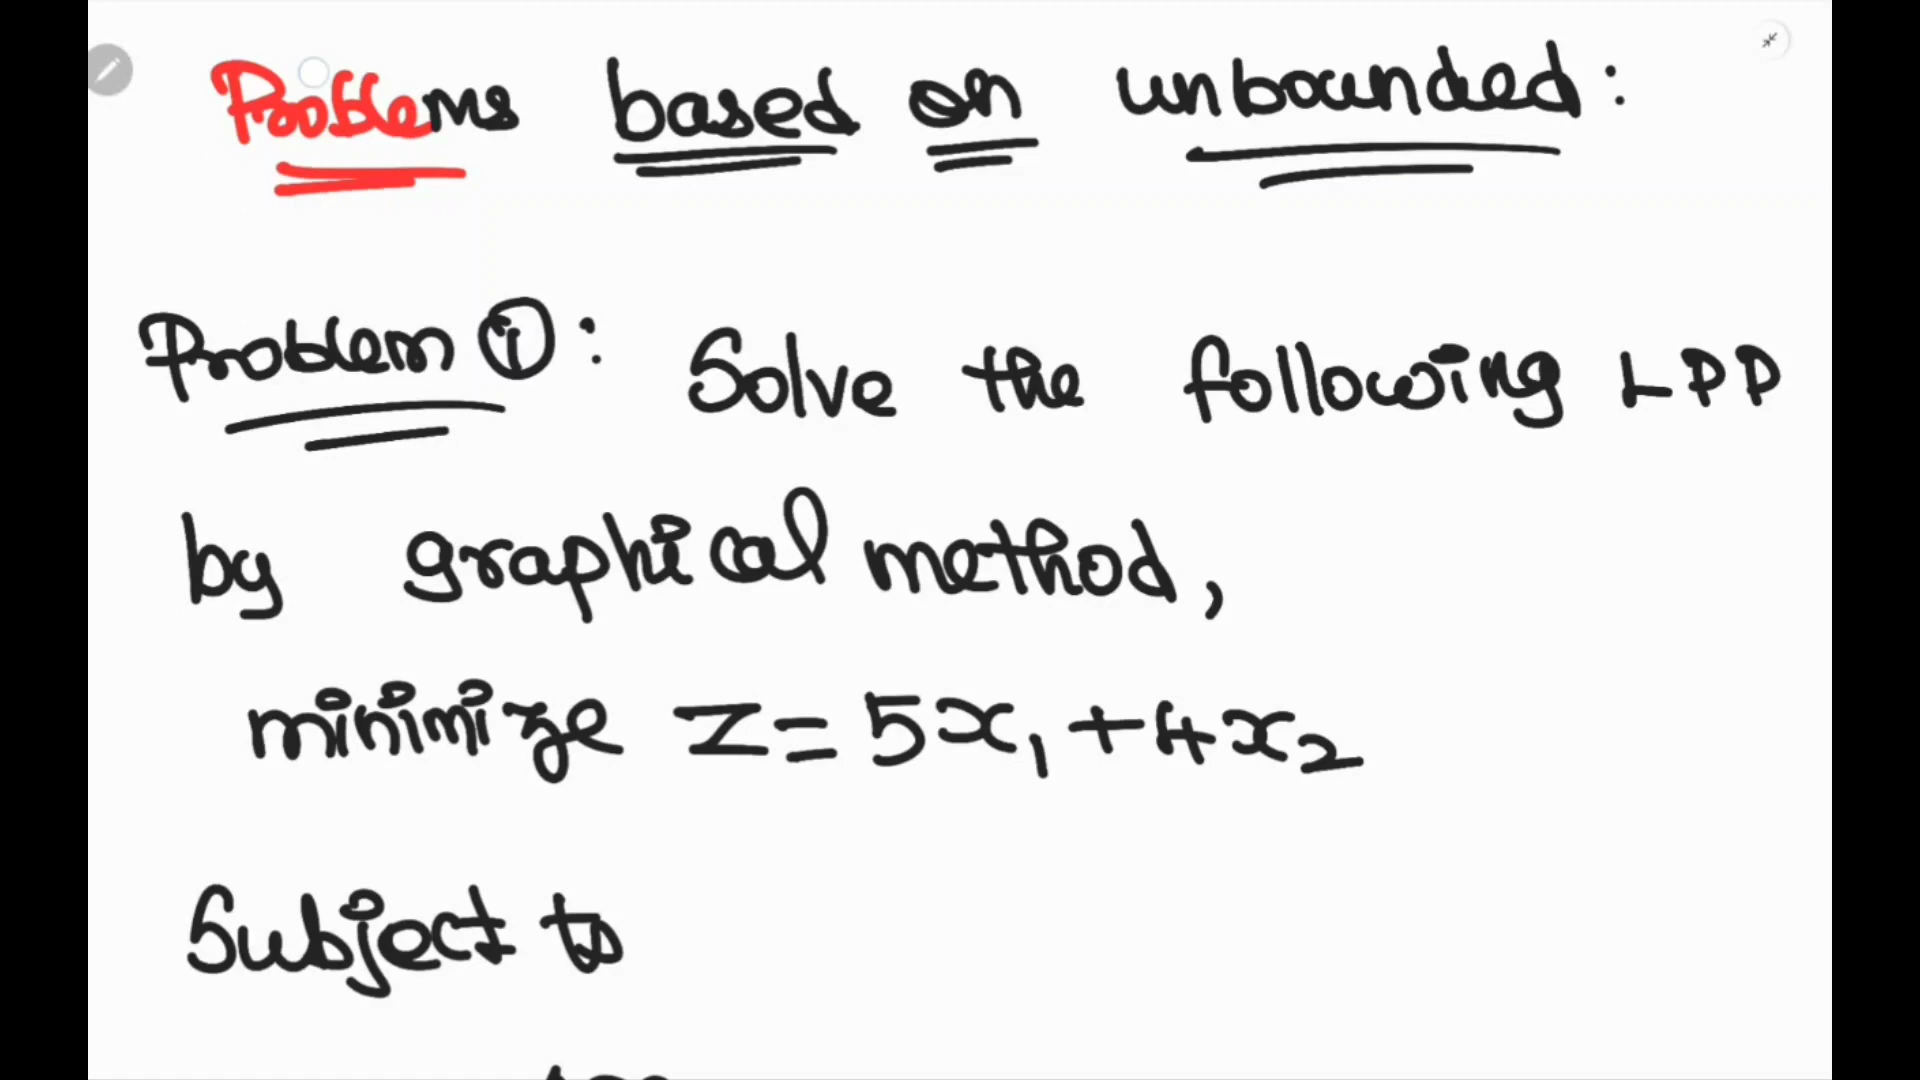 Problems based on unbounded:
Problem ①: Solve the following LPP
by graphical method,
minimize Z = 5x₁ + 4x₂
Subject to